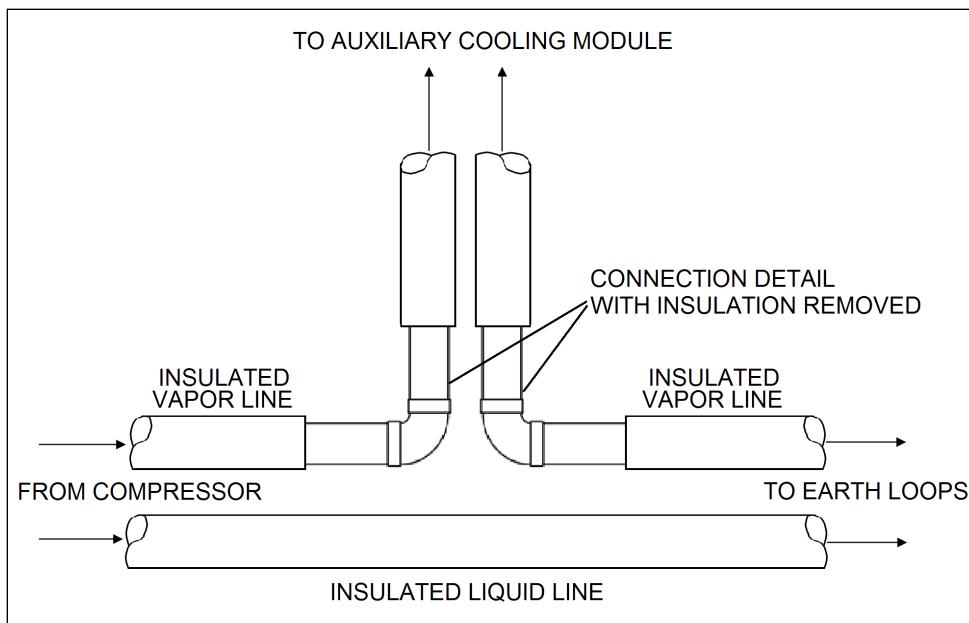 TO AUXILIARY COOLING MODULE
CONNECTION DETAIL
WITH INSULATION REMOVED
INSULATED
VAPOR LINE
INSULATED
VAPOR LINE
FROM COMPRESSOR
TO EARTH LOOPS
INSULATED LIQUID LINE